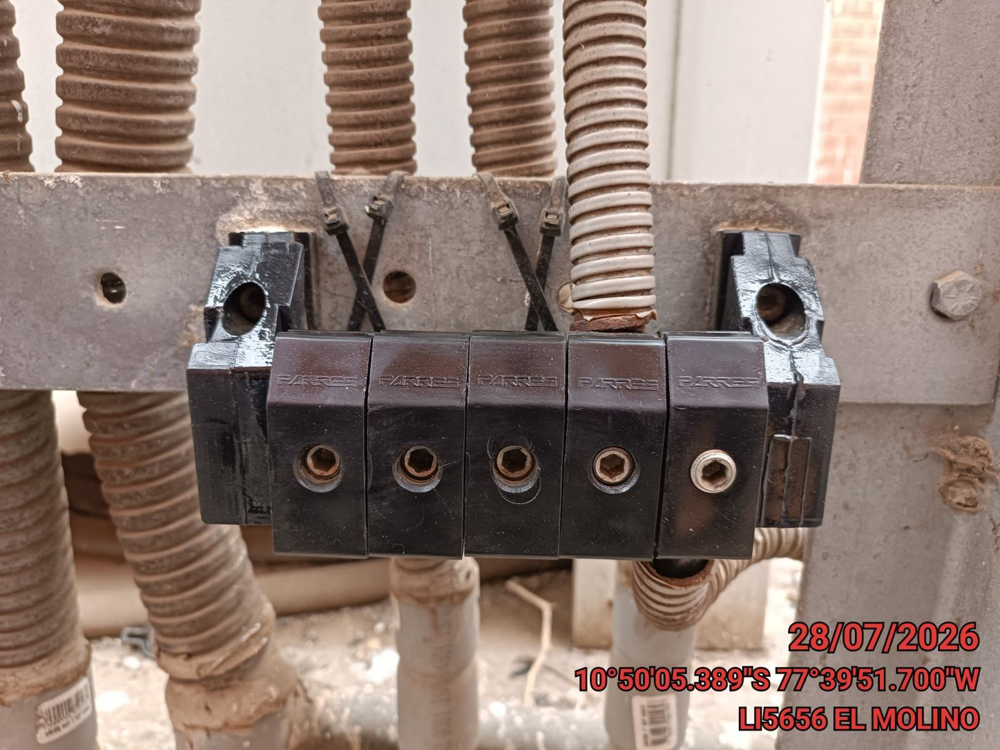 PARRES PARRES PARRES PARRES PARRES
28/07/2026
10°50'05.389"S 77°39'51.700"W
LI5656 EL MOLINO